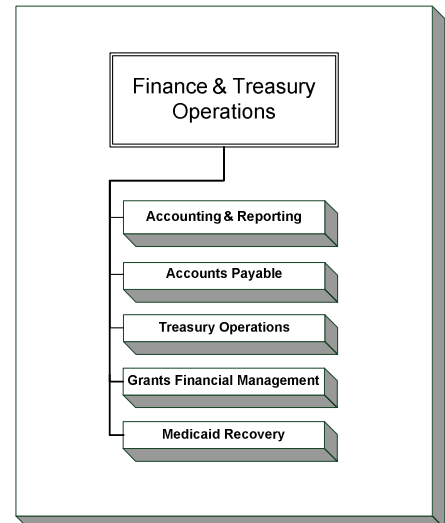 Finance & Treasury
Operations
Accounting & Reporting
Accounts Payable
Treasury Operations
Grants Financial Management
Medicaid Recovery